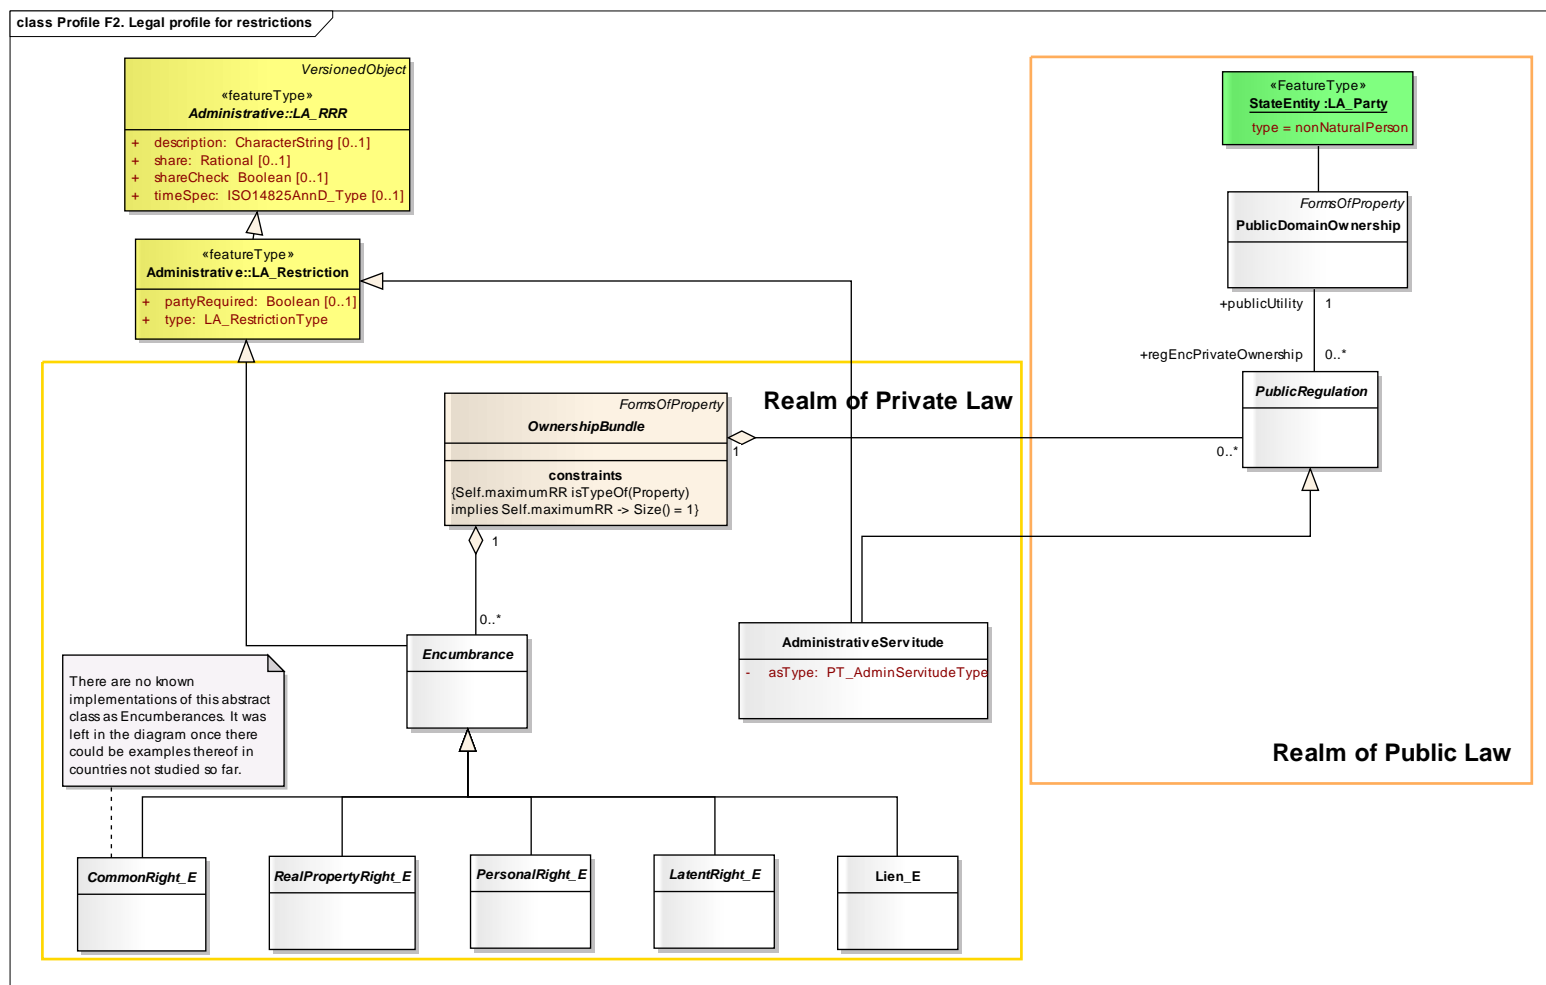 class Profile F2. Legal profile for restrictions
VersionedObject
«featureType»
Administrative::LA_RRR
+ description: CharacterString [0..1]
+ share: Rational [0..1]
+ shareCheck: Boolean [0..1]
+ timeSpec: ISO14825AnnD_Type [0..1]
«featureType»
Administrative::LA_Restriction
+ partyRequired: Boolean [0..1]
+ type: LA_RestrictionType
«FeatureType»
StateEntity :LA_Party
type = nonNaturalPerson
FormsOfProperty
PublicDomainOwnership
+publicUtility 1
+regEncPrivateOwnership 0..*
PublicRegulation
Realm of Private Law
FormsOfProperty
OwnershipBundle
constraints
{Self.maximumRR isTypeOf(Property)
implies Self.maximumRR -> Size() = 1}
1
0..*
1
0..*
Encumbrance
AdministrativeServitude
- asType: PT_AdminServitudeType
There are no known
implementations of this abstract
class as Encumberances. It was
left in the diagram once there
could be examples thereof in
countries not studied so far.
Realm of Public Law
CommonRight_E
RealPropertyRight_E
PersonalRight_E
LatentRight_E
Lien_E